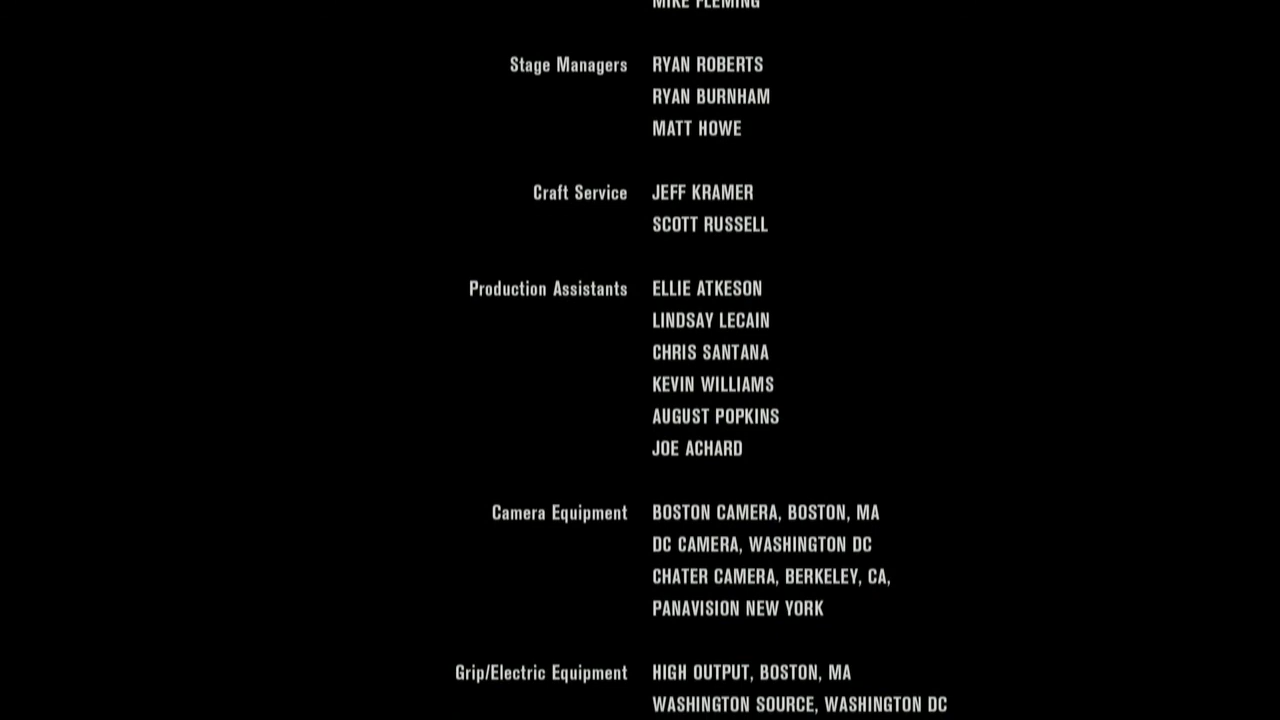 MIKE FLEMING
Stage Managers RYAN ROBERTS
RYAN BURNHAM
MATT HOWE
Craft Service JEFF KRAMER
SCOTT RUSSELL
Production Assistants ELLIE ATKESON
LINDSAY LECAIN
CHRIS SANTANA
KEVIN WILLIAMS
AUGUST POPKINS
JOE ACHARD
Camera Equipment BOSTON CAMERA, BOSTON, MA
DC CAMERA, WASHINGTON DC
CHATER CAMERA, BERKELEY, CA,
PANAVISION NEW YORK
Grip/Electric Equipment HIGH OUTPUT, BOSTON, MA
WASHINGTON SOURCE, WASHINGTON DC